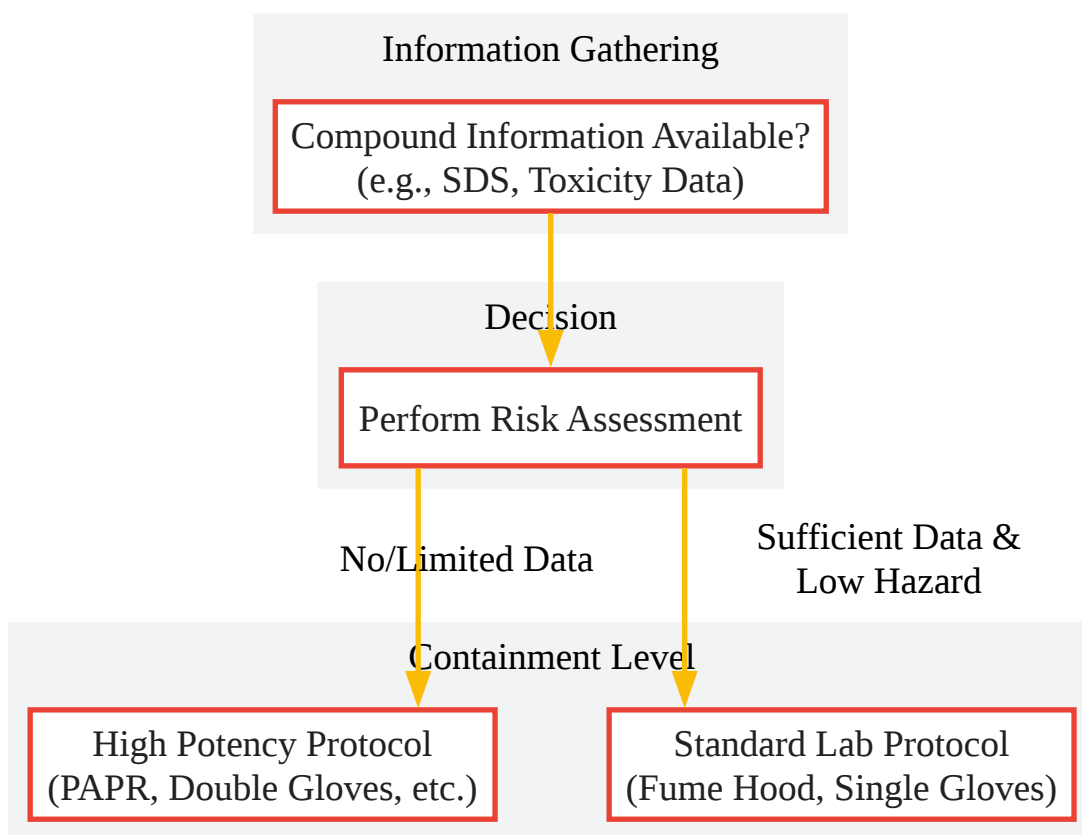 Information Gathering
Compound Information Available?
(e.g., SDS, Toxicity Data)
Decision
Perform Risk Assessment
No/Limited Data
Sufficient Data &
Low Hazard
Containment Level
High Potency Protocol
(PAPR, Double Gloves, etc.)
Standard Lab Protocol
(Fume Hood, Single Gloves)